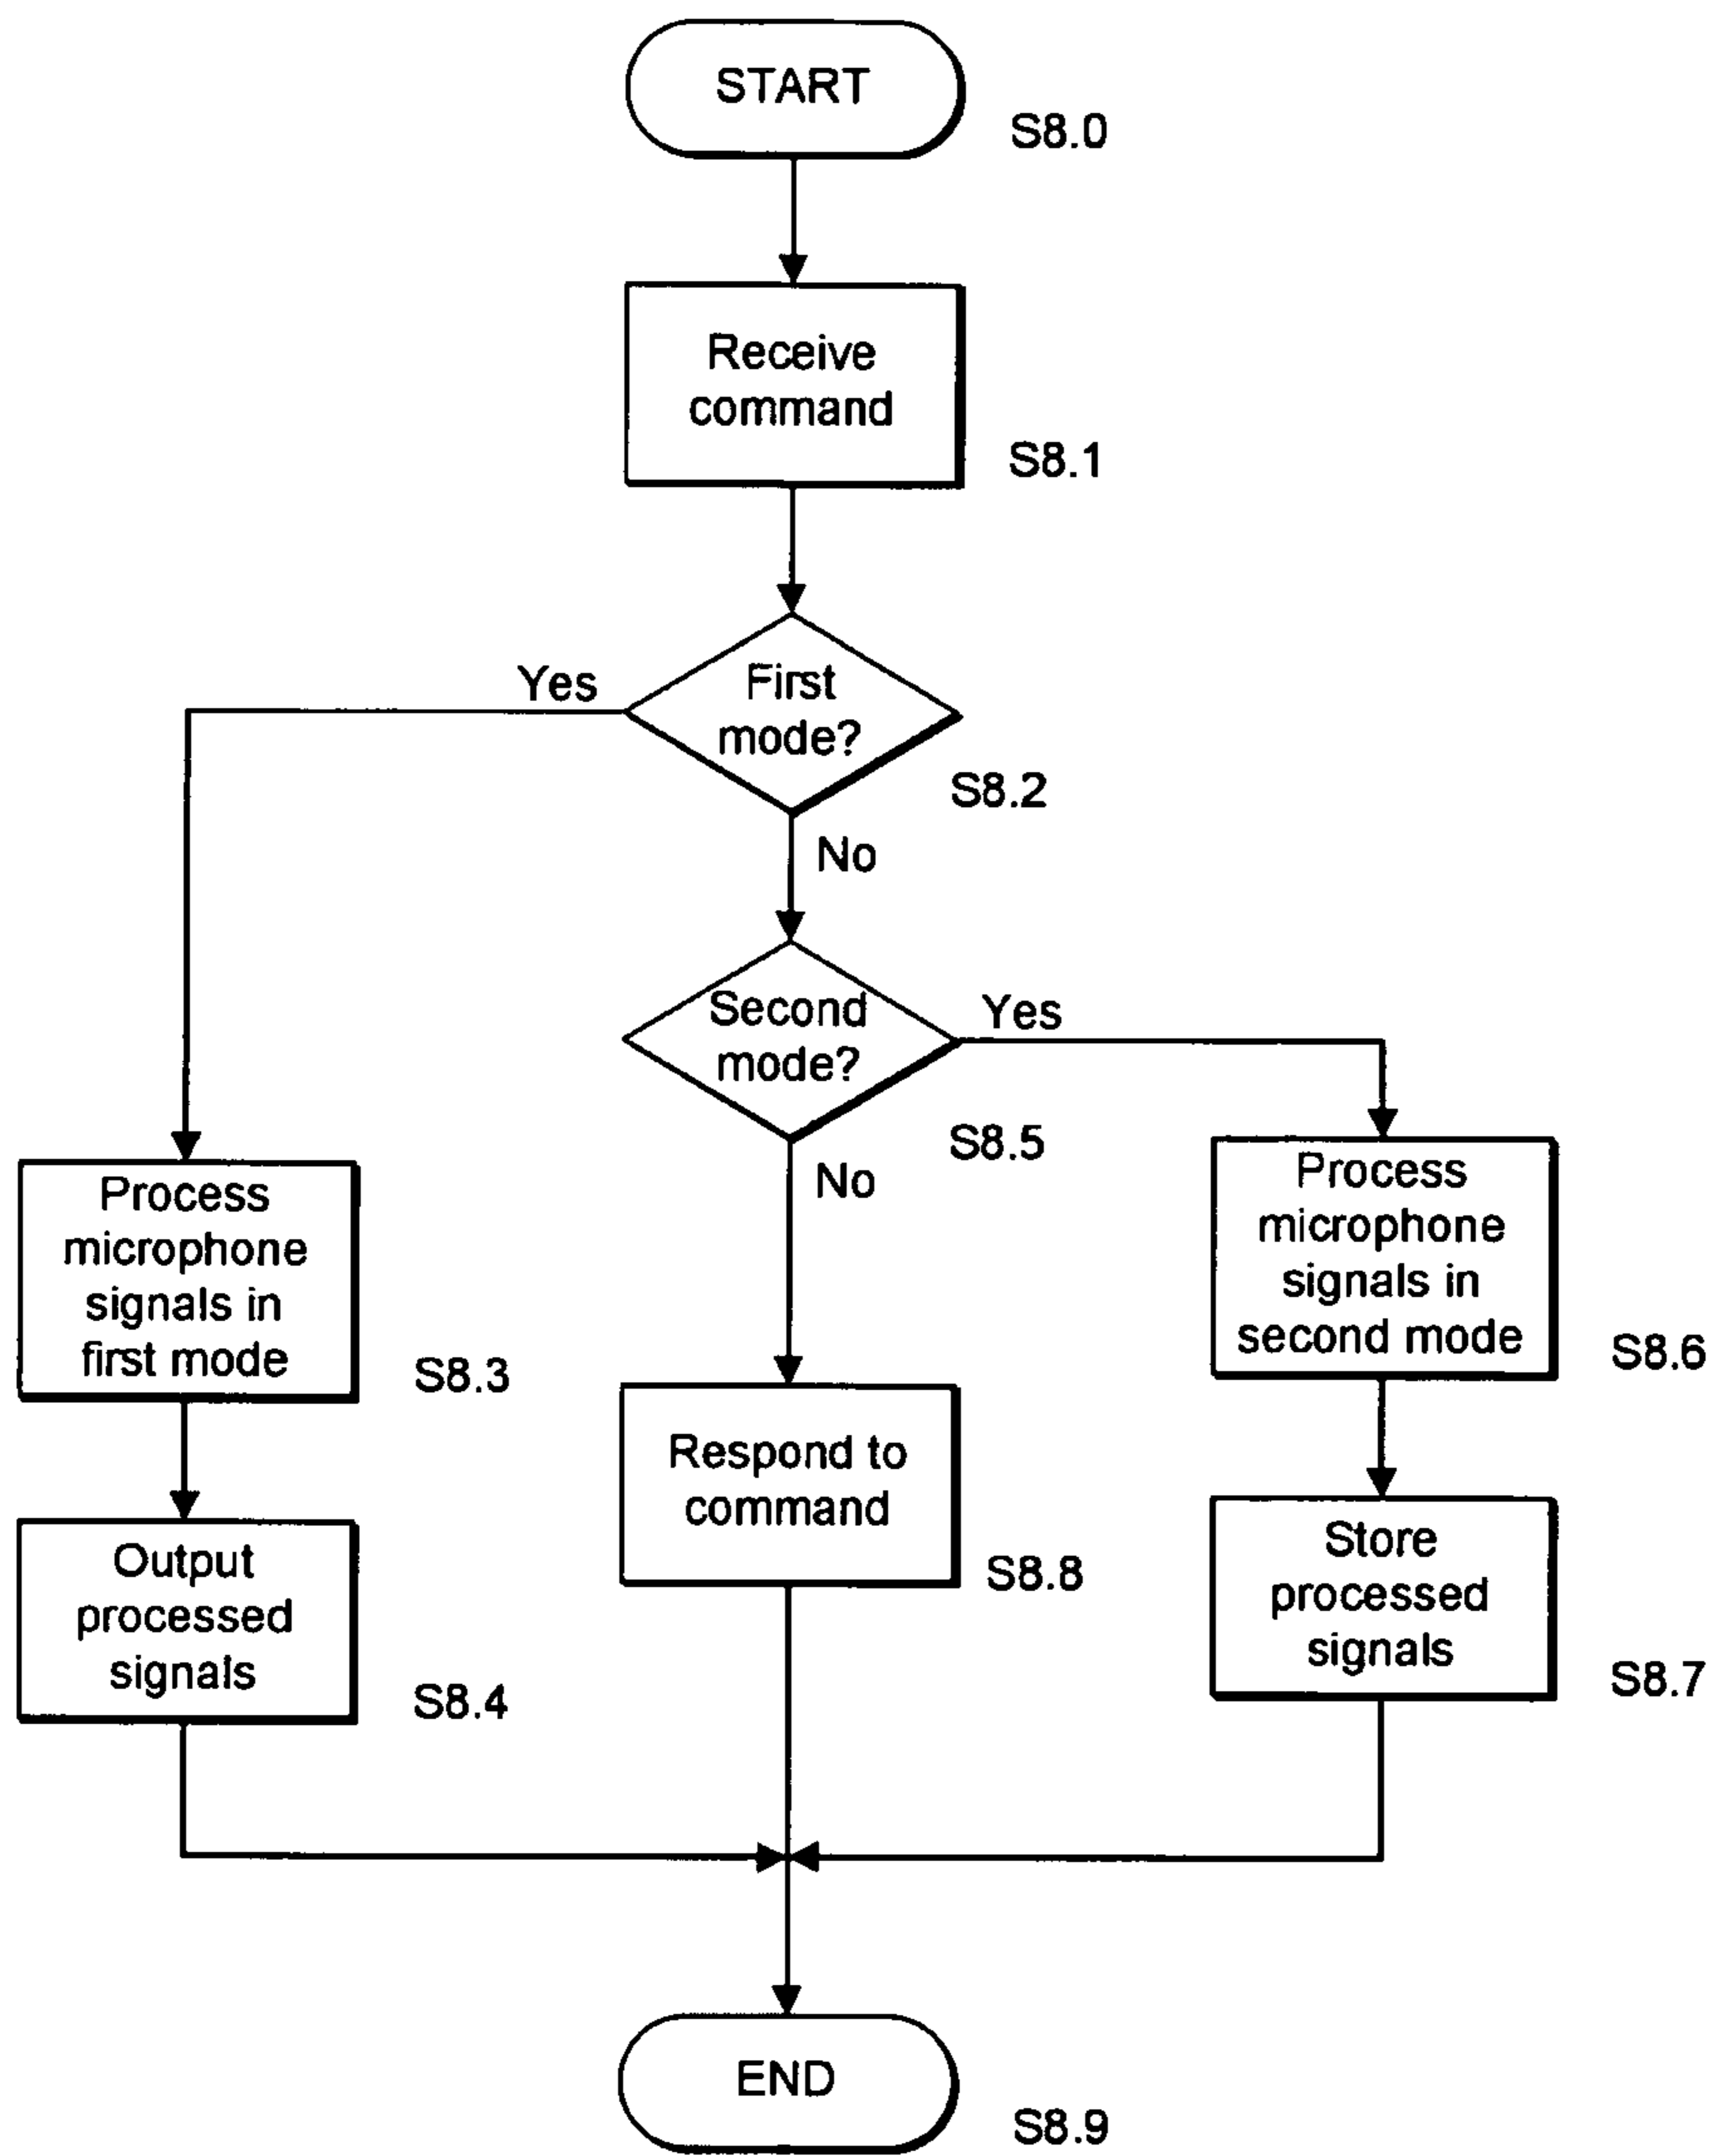 START
S8.0
Receive
command
S8.1
First
mode?
Yes
S8.2
No
Second
mode?
Yes
S8.5
No
Process
microphone
signals in
first mode
S8.3
Process
microphone
signals in
second mode
S8.6
Respond to
command
S8.8
Output
processed
signals
S8.4
Store
processed
signals
S8.7
END
S8.9